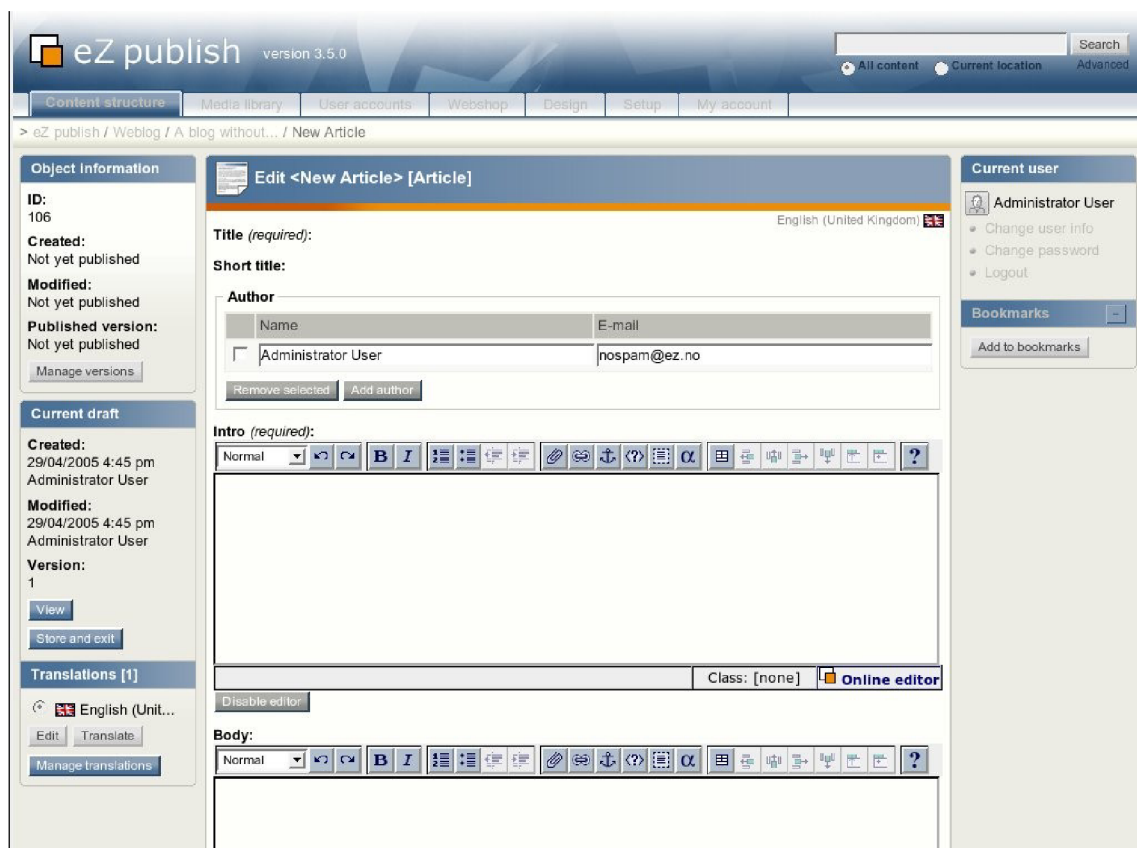 eZ publish version 3.5.0
Search
All content Current location Advanced
Content structure Media library User accounts Webshop Design Setup My account
> eZ publish / Weblog / A blog without... / New Article
Object information
ID:
106
Created:
Not yet published
Modified:
Not yet published
Published version:
Not yet published
Manage versions
Current draft
Created:
29/04/2005 4:45 pm
Administrator User
Modified:
29/04/2005 4:45 pm
Administrator User
Version:
1
View
Store and exit
Translations [1]
English (Unit...
Edit Translate
Manage translations
Edit <New Article> [Article]
English (United Kingdom)
Title (required):
Short title:
Author
Name E-mail
Administrator User nospam@ez.no
Remove selected Add author
Intro (required):
Normal B I α ?
Class: [none] Online editor
Disable editor
Body:
Normal B I α ?
Current user
Administrator User
Change user info
Change password
Logout
Bookmarks -
Add to bookmarks